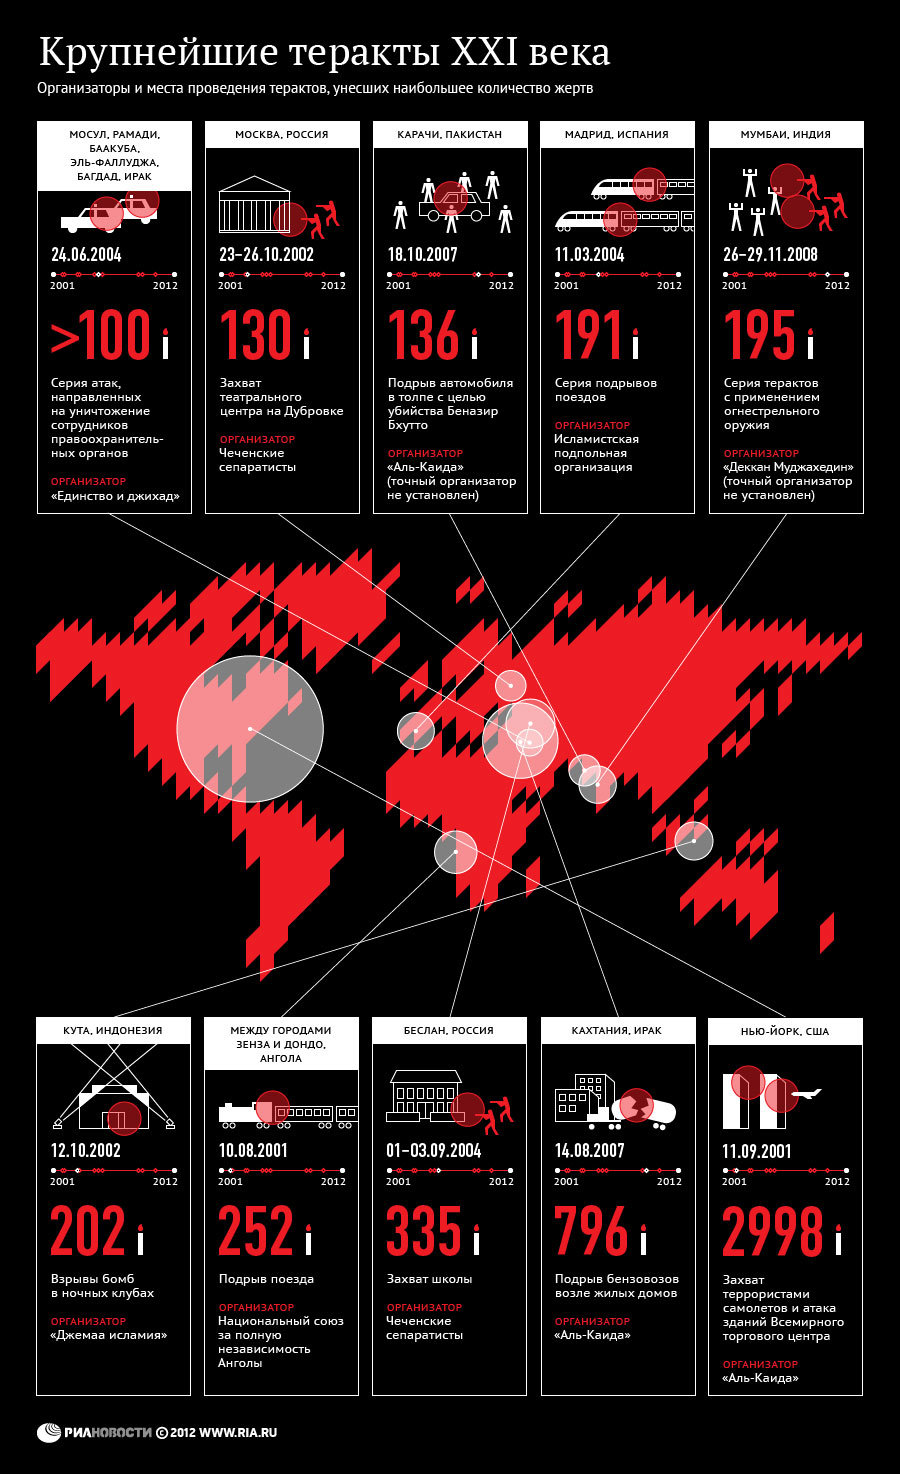 Крупнейшие теракты XXI века
Организаторы и места проведения терактов, унесших наибольшее количество жертв
МОСУЛ, РАМАДИ,
БААКУБА,
ЭЛЬ-ФАЛЛУДЖА,
БАГДАД, ИРАК
24.06.2004
2001 2012
>100
Серия атак,
направленных
на уничтожение
сотрудников
правоохранитель-
ных органов
ОРГАНИЗАТОР
«Единство и джихад»
МОСКВА, РОССИЯ
23–26.10.2002
2001 2012
130
Захват
театрального
центра на Дубровке
ОРГАНИЗАТОР
Чеченские
сепаратисты
КАРАЧИ, ПАКИСТАН
18.10.2007
2001 2012
136
Подрыв автомобиля
в толпе с целью
убийства Беназир
Бхутто
ОРГАНИЗАТОР
«Аль-Каида»
(точный организатор
не установлен)
МАДРИД, ИСПАНИЯ
11.03.2004
2001 2012
191
Серия подрывов
поездов
ОРГАНИЗАТОР
Исламистская
подпольная
организация
МУМБАИ, ИНДИЯ
26–29.11.2008
2001 2012
195
Серия терактов
с применением
огнестрельного
оружия
ОРГАНИЗАТОР
«Деккан Муджахедин»
(точный организатор
не установлен)
КУТА, ИНДОНЕЗИЯ
12.10.2002
2001 2012
202
Взрывы бомб
в ночных клубах
ОРГАНИЗАТОР
«Джемаа исламия»
МЕЖДУ ГОРОДАМИ
ЗЕНЗА И ДОНДО,
АНГОЛА
10.08.2001
2001 2012
252
Подрыв поезда
ОРГАНИЗАТОР
Национальный союз
за полную
независимость
Анголы
БЕСЛАН, РОССИЯ
01–03.09.2004
2001 2012
335
Захват школы
ОРГАНИЗАТОР
Чеченские
сепаратисты
КАХТАНИЯ, ИРАК
14.08.2007
2001 2012
796
Подрыв бензовозов
возле жилых домов
ОРГАНИЗАТОР
«Аль-Каида»
НЬЮ-ЙОРК, США
11.09.2001
2001 2012
2998
Захват
террористами
самолетов и атака
зданий Всемирного
торгового центра
ОРГАНИЗАТОР
«Аль-Каида»
РИАНОВОСТИ © 2012 WWW.RIA.RU